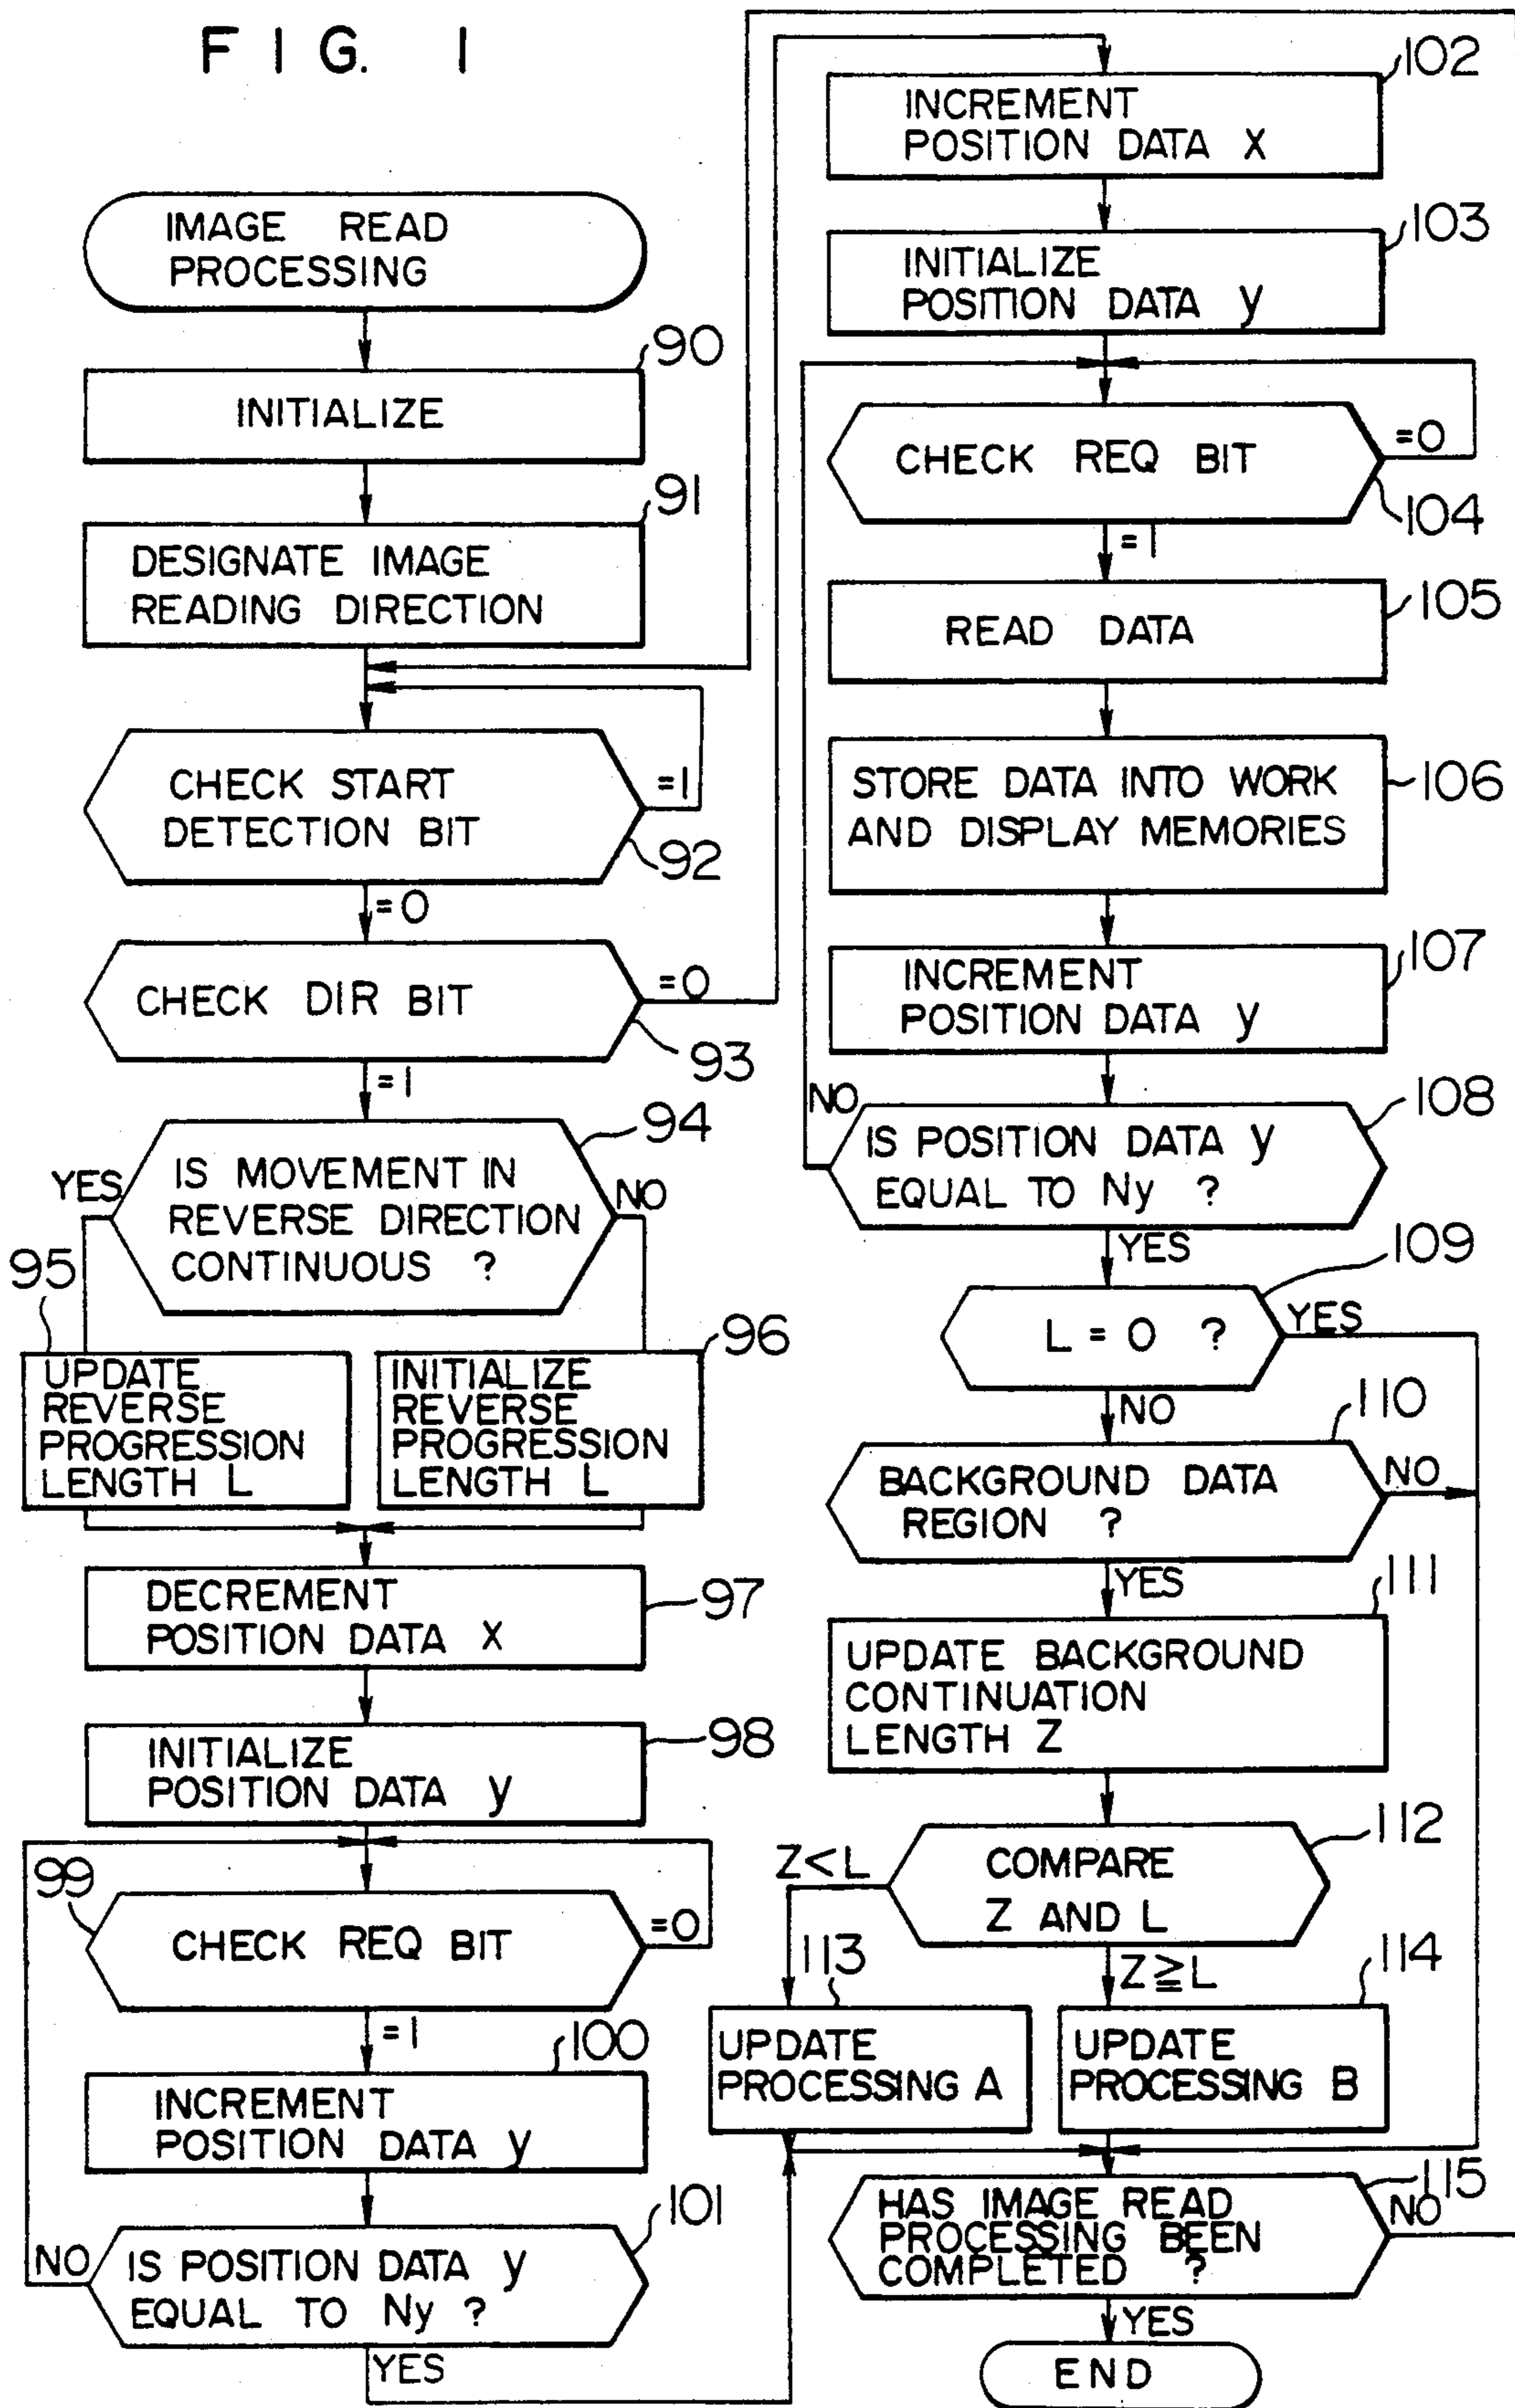 FIG. 1
IMAGE READ
PROCESSING
90
INITIALIZE
91
DESIGNATE IMAGE
READING DIRECTION
CHECK START
DETECTION BIT
=1
92
=0
CHECK DIR BIT
=0
93
=1
94
IS MOVEMENT IN
REVERSE DIRECTION
CONTINUOUS ?
YES
NO
95
UPDATE
REVERSE
PROGRESSION
LENGTH L
96
INITIALIZE
REVERSE
PROGRESSION
LENGTH L
DECREMENT
POSITION DATA X
97
INITIALIZE
POSITION DATA y
98
99
CHECK REQ BIT
=0
=1
100
INCREMENT
POSITION DATA y
101
NO
IS POSITION DATA y
EQUAL TO Ny ?
YES
102
INCREMENT
POSITION DATA X
103
INITIALIZE
POSITION DATA y
CHECK REQ BIT
=0
104
=1
READ DATA
105
STORE DATA INTO WORK
AND DISPLAY MEMORIES
106
INCREMENT
POSITION DATA y
107
NO
108
IS POSITION DATA y
EQUAL TO Ny ?
YES
109
L = 0 ?
YES
NO
110
BACKGROUND DATA
REGION ?
NO
YES
111
UPDATE BACKGROUND
CONTINUATION
LENGTH Z
112
COMPARE
Z AND L
Z<L
Z≧L
113
UPDATE
PROCESSING A
114
UPDATE
PROCESSING B
115
HAS IMAGE READ
PROCESSING BEEN
COMPLETED ?
NO
YES
END